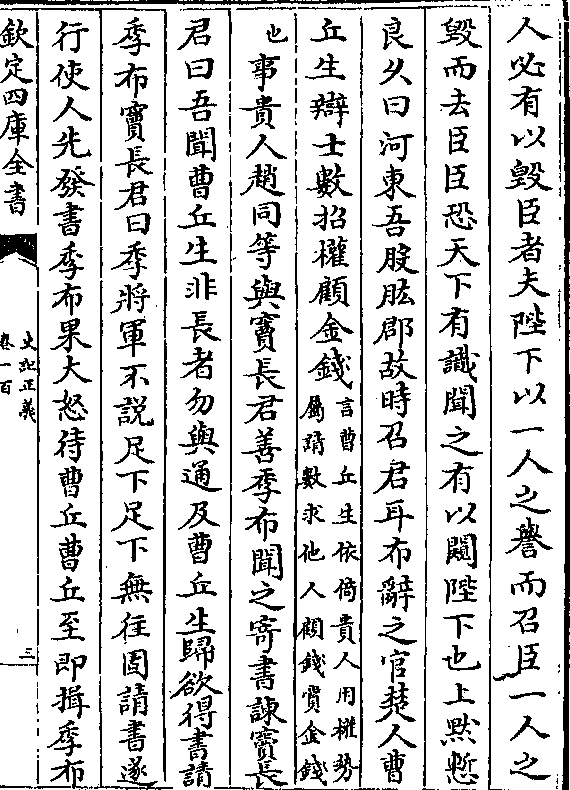 人必有以毀臣者夫陛下以一人之譽而召臣一人之
毀而去臣臣恐天下有識聞之有以闚陛下也上黙慙
良乆曰河東吾股肱郡故時召君耳布辭之官楚人曹
丘生辯士數招權顧金錢言曹丘生依倚貴人用權勢
屬請數求他人顧錢賞金錢
也事貴人趙同等與竇長君善季布聞之寄書諫竇長
君曰吾聞曹丘生非長者勿與通及曹丘生歸欲得書請
季布竇長君曰季將軍不説足下足下無往固請書遂
行使人先發書季布果大怒待曹丘曹丘至即揖季布
欽定四庫全書
史記正義
卷一百
三